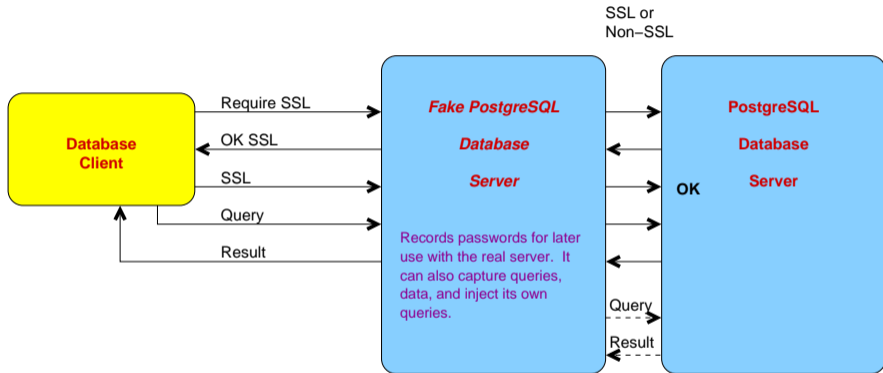 SSL or
Non–SSL
Require SSL
OK SSL
SSL
Query
Result
Database
Client
Fake PostgreSQL
Database
Server
Records passwords for later
use with the real server. It
can also capture queries,
data, and inject its own
queries.
PostgreSQL
Database
Server
OK
Query
Result